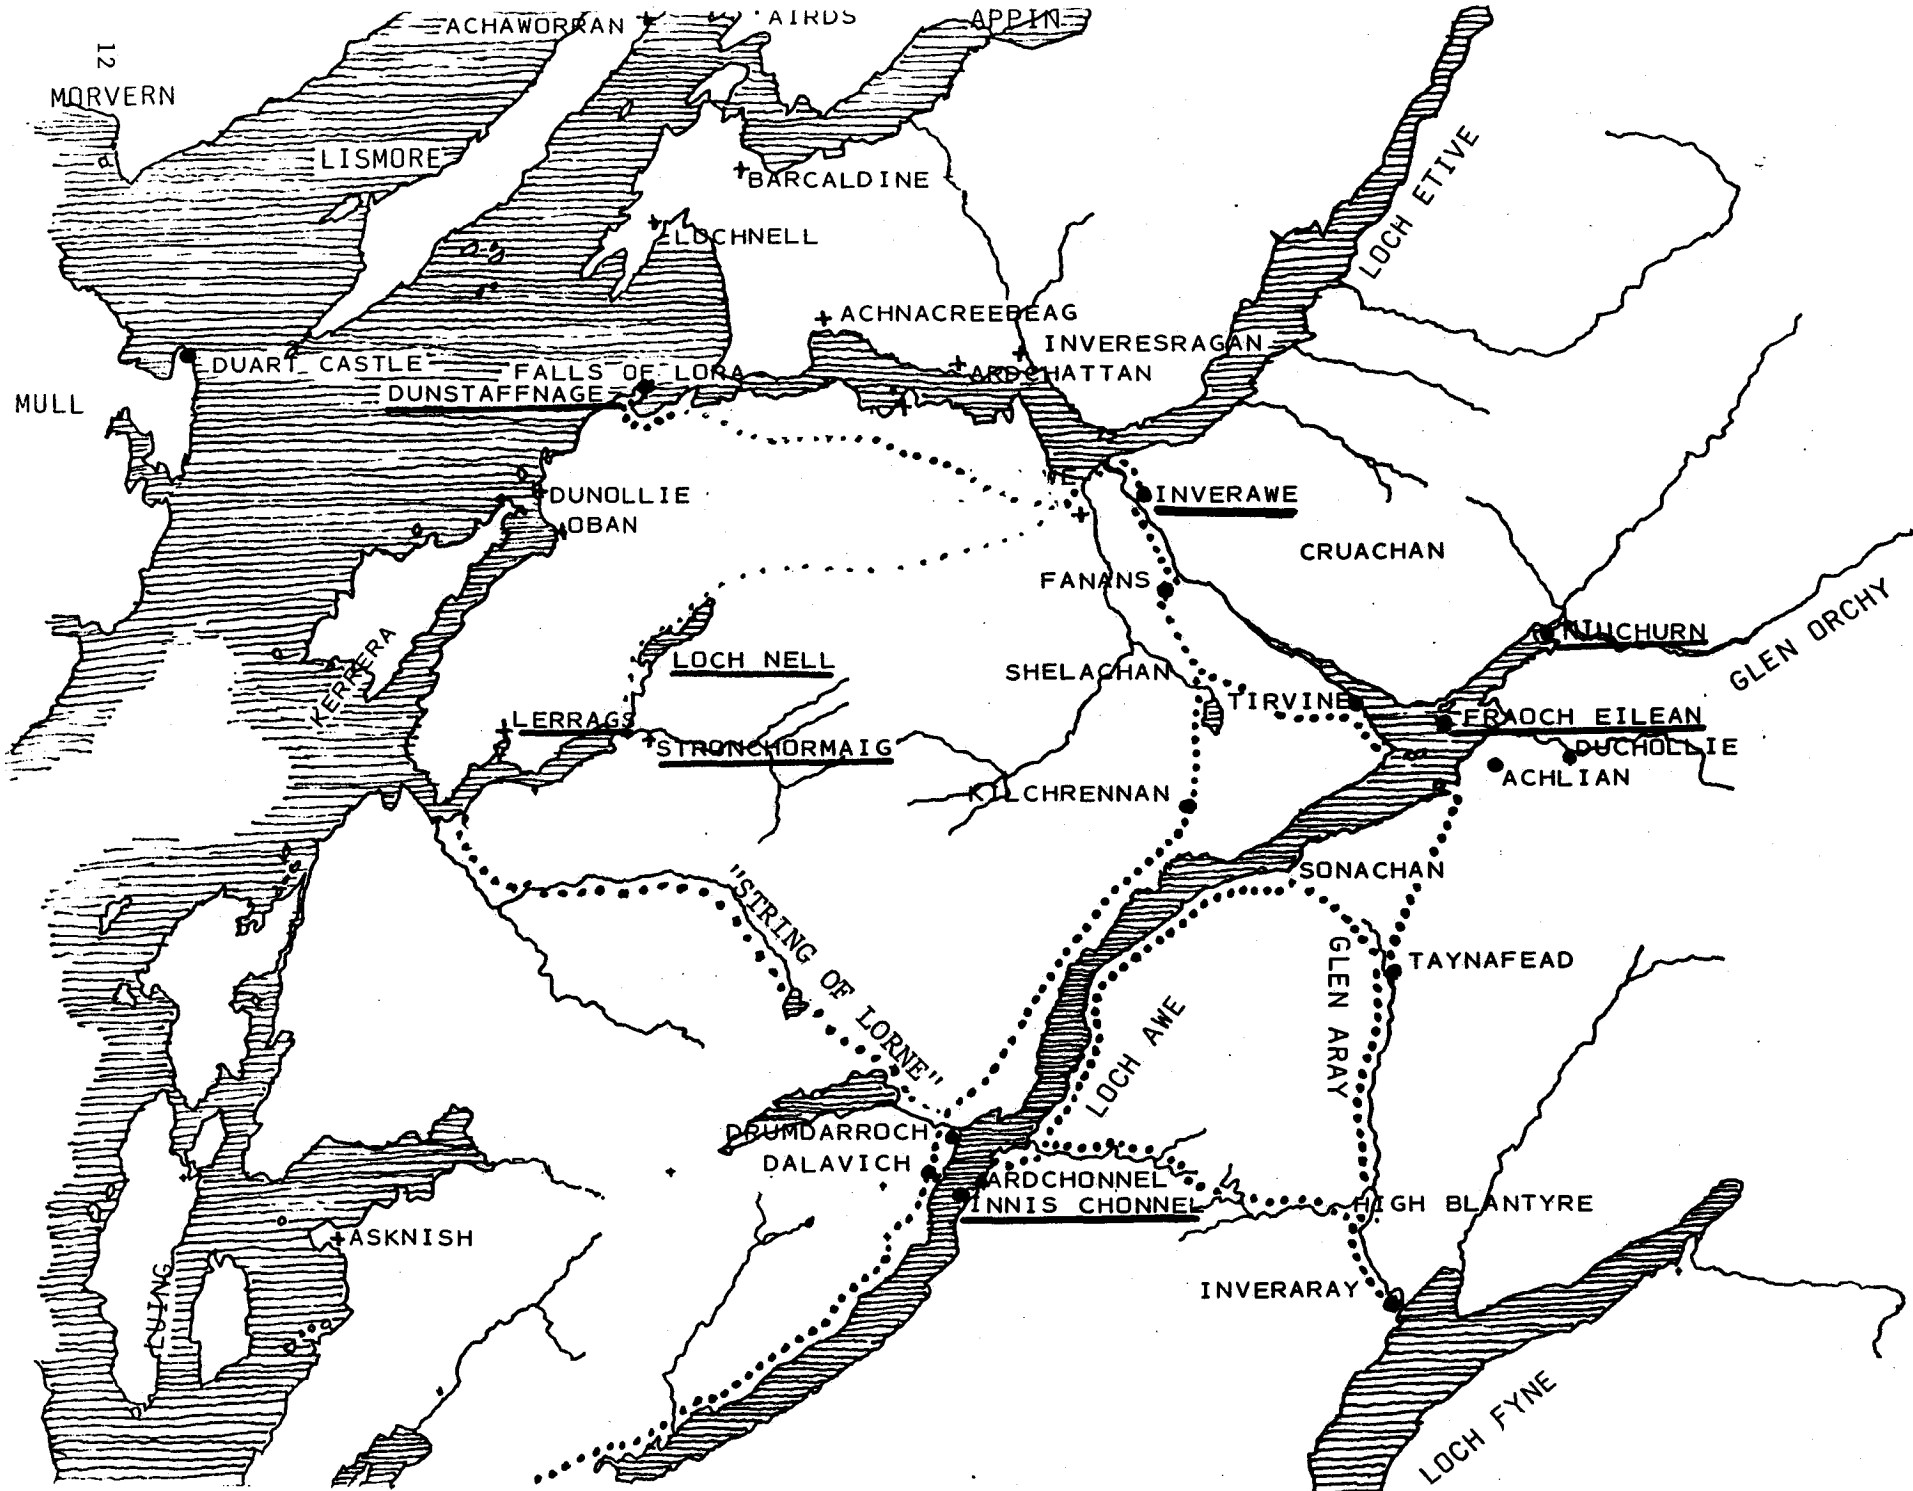 ACHAWORRAN
AIRDS
APPIN
12
MORVERN
LISMORE
BARCALDINE
LOCH ETIVE
LOCHNELL
ACHNACREEBEAG
INVERESRAGAN
DUART CASTLE
FALLS OF LORA
ARDCHATTAN
DUNSTAFFNAGE
MULL
WE
DUNOLLIE
INVERAWE
OBAN
CRUACHAN
FANANS
KILCHURN
GLEN ORCHY
KERRERA
LOCH NELL
SHELACHAN
TIRVINE
LERRAGS
FRAOCH EILEAN
STRONCHORMAIG
DUCHOLLIE
ACHLIAN
KILCHRENNAN
SONACHAN
"STRING OF LORNE"
GLEN ARAY
TAYNAFEAD
LOCH AWE
DRUMDARROCH
DALAVICH
ARDCHONNEL
INNIS CHONNEL
HIGH BLANTYRE
ASKNISH
LUING
INVERARAY
LOCH FYNE